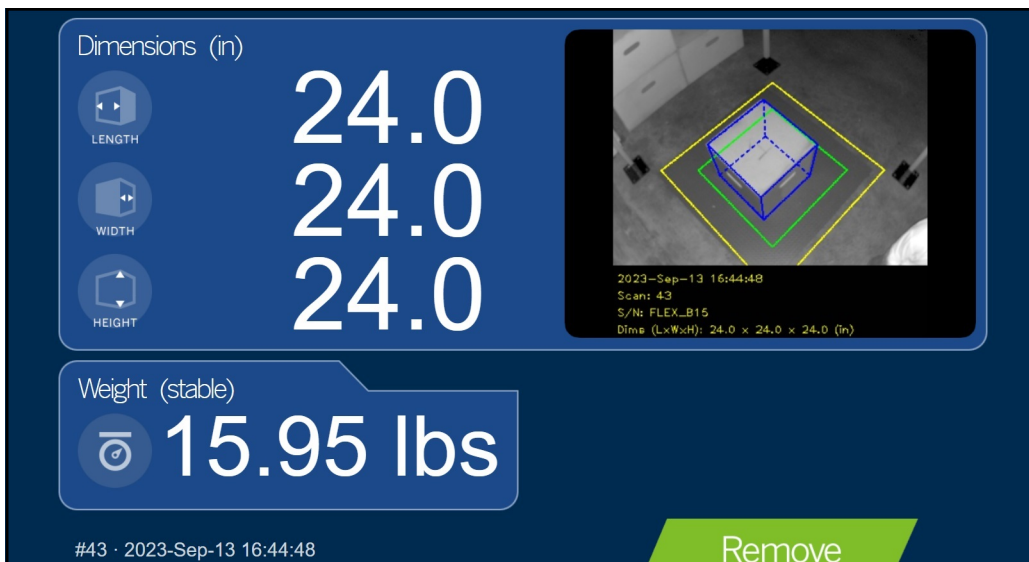 Dimensions (in)
LENGTH
24.0
WIDTH
24.0
HEIGHT
24.0
2023-Sep-13 16:44:48
Scan: 43
S/N: FLEX_B15
Dims (LxWxH): 24.0 x 24.0 x 24.0 (in)
Weight (stable)
15.95 lbs
#43 · 2023-Sep-13 16:44:48
Remove